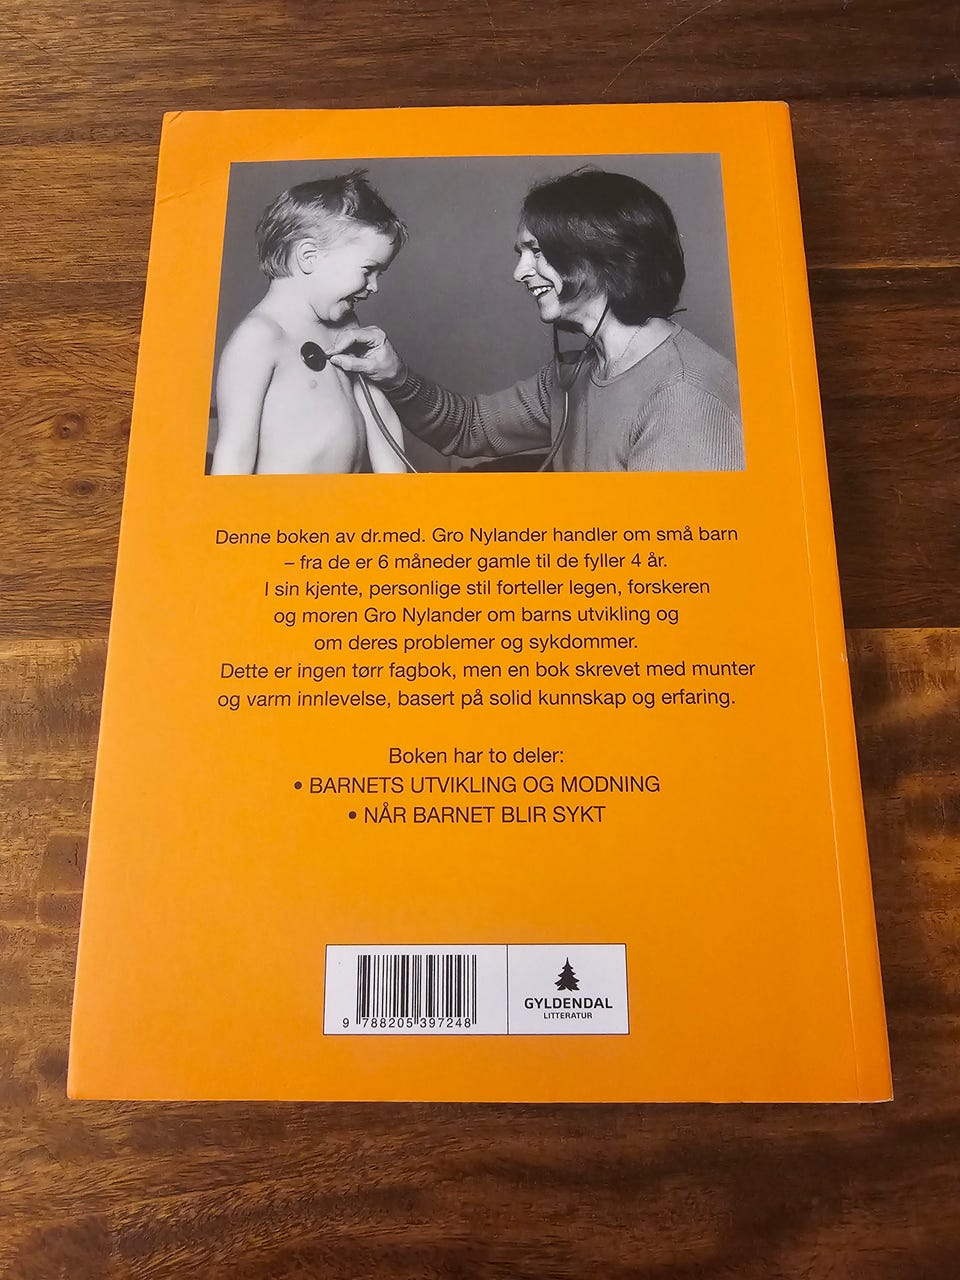 Denne boken av dr.med. Gro Nylander handler om små barn
– fra de er 6 måneder gamle til de fyller 4 år.
I sin kjente, personlige stil forteller legen, forskeren
og moren Gro Nylander om barns utvikling og
om deres problemer og sykdommer.
Dette er ingen tørr fagbok, men en bok skrevet med munter
og varm innlevelse, basert på solid kunnskap og erfaring.
Boken har to deler:
• BARNETS UTVIKLING OG MODNING
• NÅR BARNET BLIR SYKT
9 788205 397248
GYLDENDAL
LITTERATUR